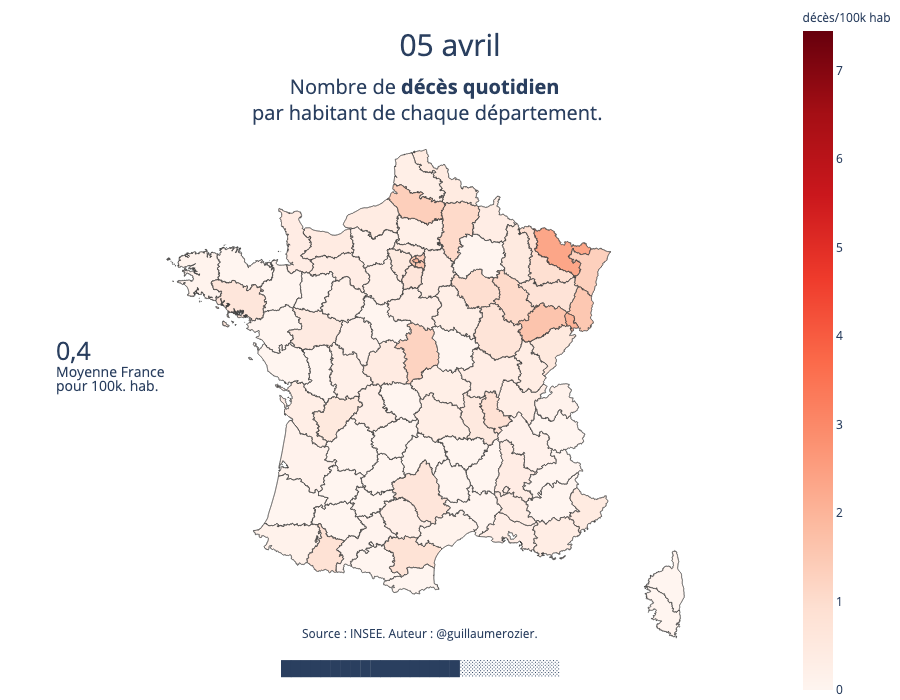 décès/100k hab
05 avril
Nombre de décès quotidien
par habitant de chaque département.
7
6
5
4
3
2
1
0
0,4
Moyenne France
pour 100k. hab.
Source : INSEE. Auteur : @guillaumerozier.